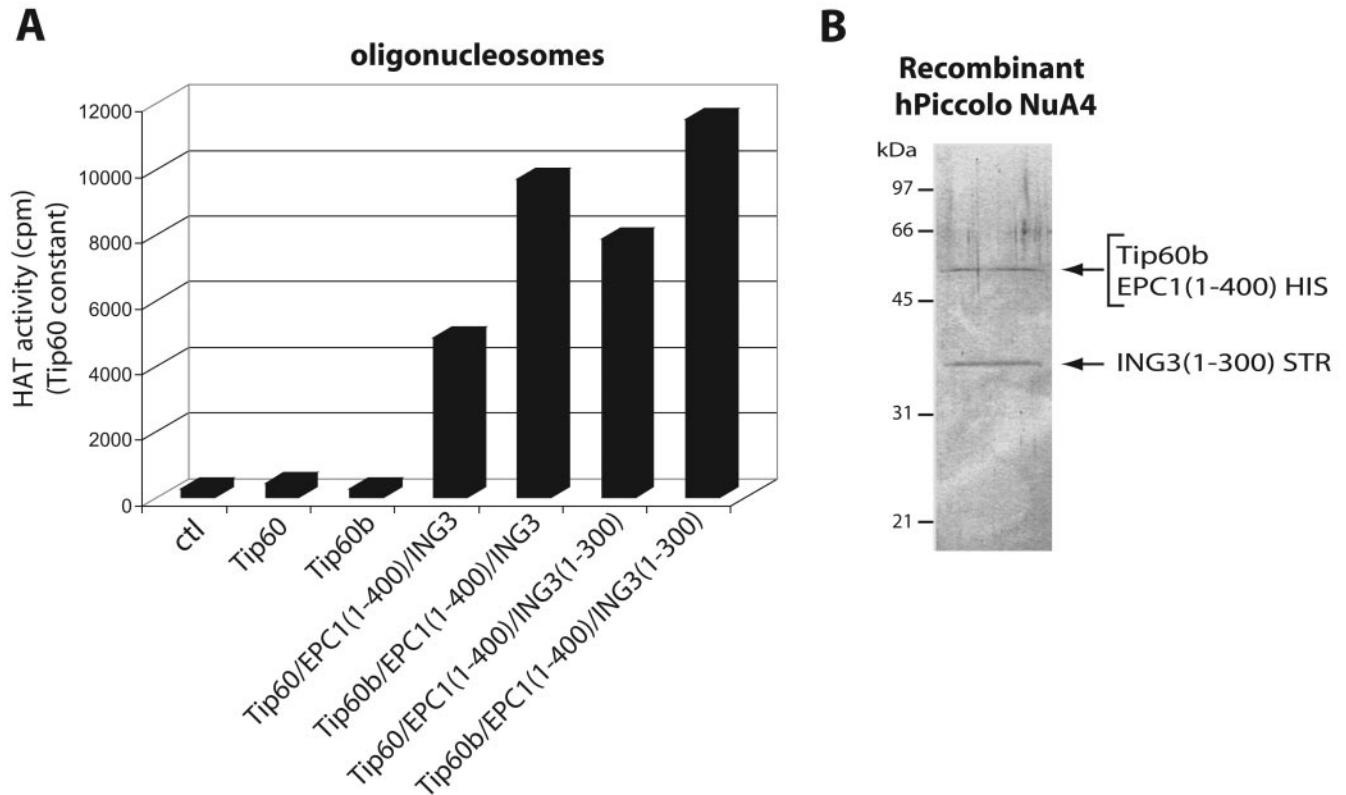 A
oligonucleosomes
HAT activity (cpm)
(Tip60 constant)
12000
10000
8000
6000
4000
2000
0
ctl
Tip60
Tip60b
Tip60/EPC1(1-400)/ING3
Tip60b/EPC1(1-400)/ING3
Tip60/EPC1(1-400)/ING3(1-300)
Tip60b/EPC1(1-400)/ING3(1-300)
B
Recombinant
hPiccolo NuA4
kDa
97
66
45
31
21
Tip60b
EPC1(1-400) HIS
ING3(1-300) STR